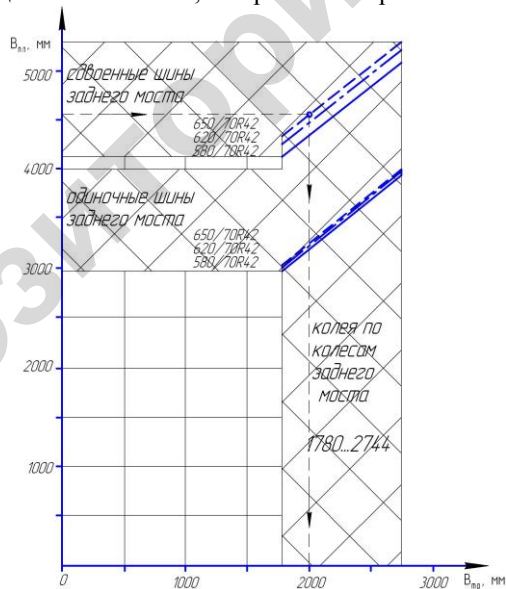 Bпл, мм
5000
сдвоенные шины
заднего моста
650/70R42
620/70R42
580/70R42
4000
одиночные шины
заднего моста
650/70R42
620/70R42
580/70R42
3000
колея по
колесам
заднего
моста
2000
1780...2744
1000
0
1000
2000
3000
Bтр, мм